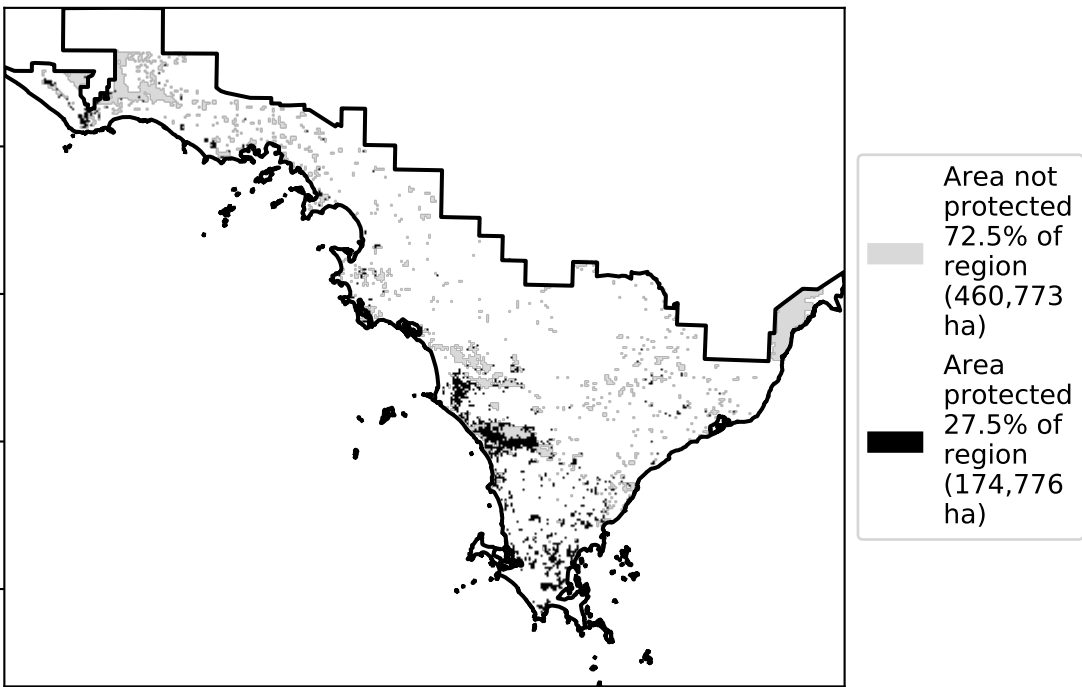 Area not
protected
72.5% of
region
(460,773
ha)
Area
protected
27.5% of
region
(174,776
ha)